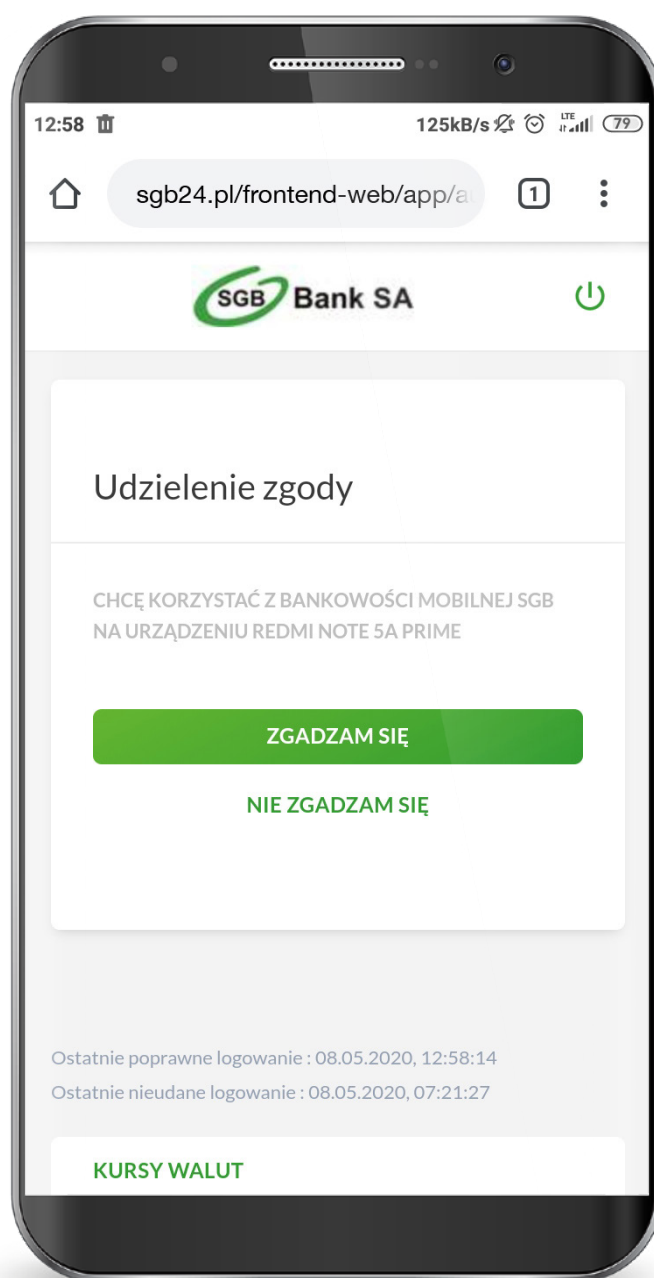 12:58 125kB/s LTE 79
sgb24.pl/frontend-web/app/a
1
SGB Bank SA
Udzielenie zgody
CHCĘ KORZYSTAĆ Z BANKOWOŚCI MOBILNEJ SGB
NA URZĄDZENIU REDMI NOTE 5A PRIME
ZGADZAM SIĘ
NIE ZGADZAM SIĘ
Ostatnie poprawne logowanie : 08.05.2020, 12:58:14
Ostatnie nieudane logowanie : 08.05.2020, 07:21:27
KURSY WALUT